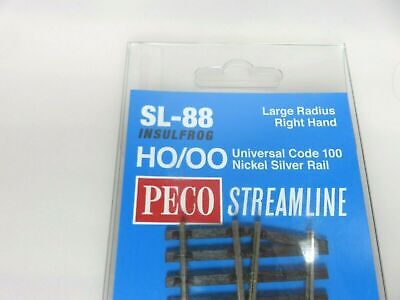 SL-88
INSULFROG
Large Radius
Right Hand
HO/OO
Universal Code 100
Nickel Silver Rail
PECO STREAMLINE